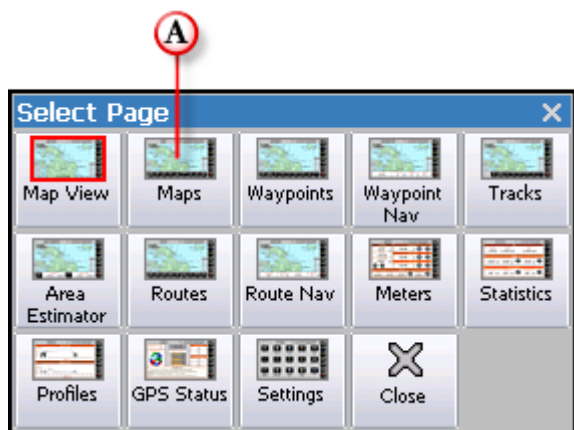 A
Select Page
Map View
Maps
Waypoints
Waypoint
Nav
Tracks
Area
Estimator
Routes
Route Nav
Meters
Statistics
Profiles
GPS Status
Settings
Close